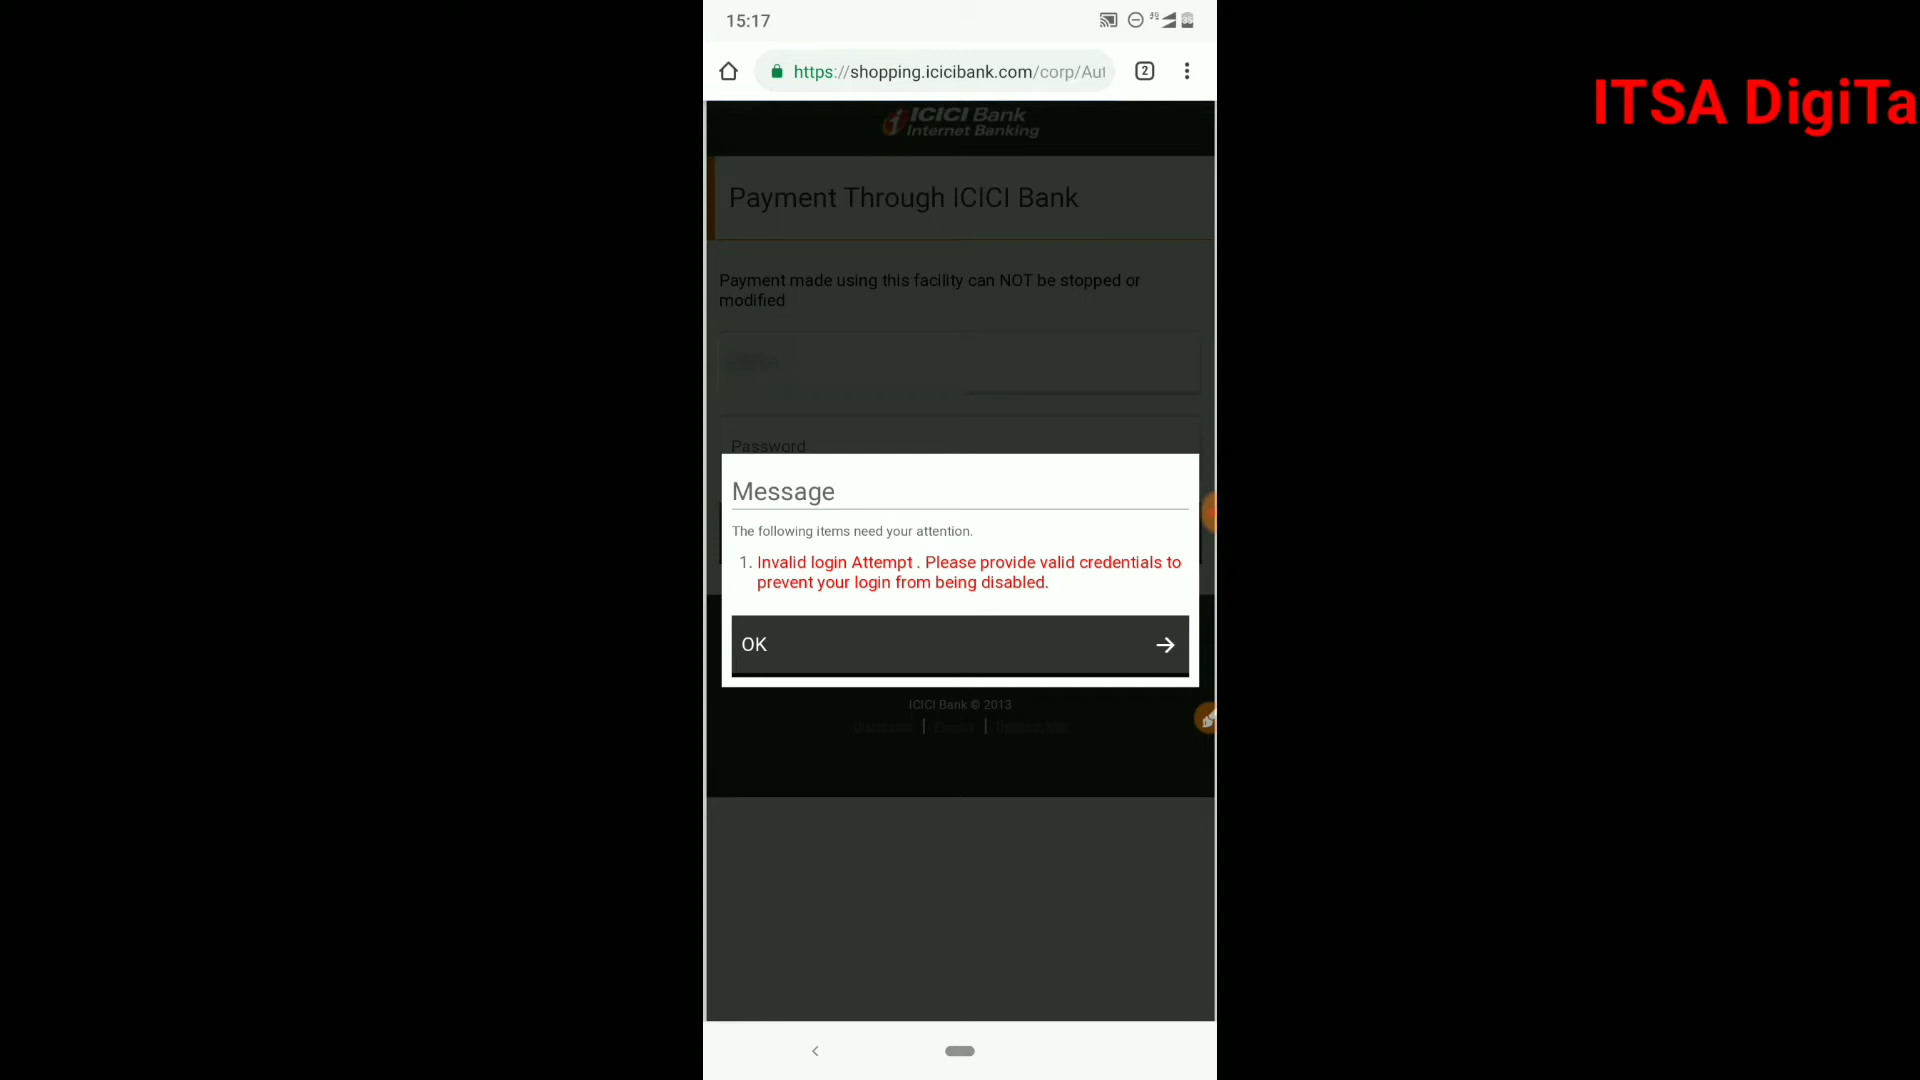 15:17
4G
36
https://shopping.icicibank.com/corp/Aut
2
ITSA DigiTa
i ICICI Bank
Internet Banking
Payment Through ICICI Bank
Payment made using this facility can NOT be stopped or
modified
Password
Message
The following items need your attention.
1. Invalid login Attempt . Please provide valid credentials to
prevent your login from being disabled.
OK
ICICI Bank © 2013